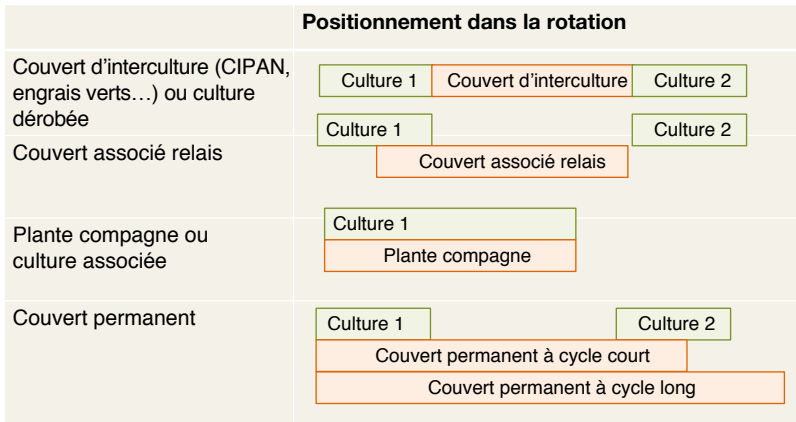 Positionnement dans la rotation
Couvert d’interculture (CIPAN,
engrais verts…) ou culture
dérobée
Culture 1
Couvert d’interculture
Culture 2
Couvert associé relais
Culture 1
Culture 2
Couvert associé relais
Plante compagne ou
culture associée
Culture 1
Plante compagne
Couvert permanent
Culture 1
Culture 2
Couvert permanent à cycle court
Couvert permanent à cycle long